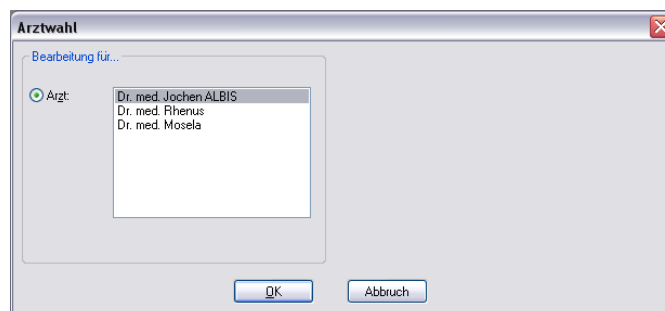 Arztwahl
Bearbeitung für...
Arzt:
Dr. med. Jochen ALBIS
Dr. med. Rhenus
Dr. med. Mosela
OK
Abbruch